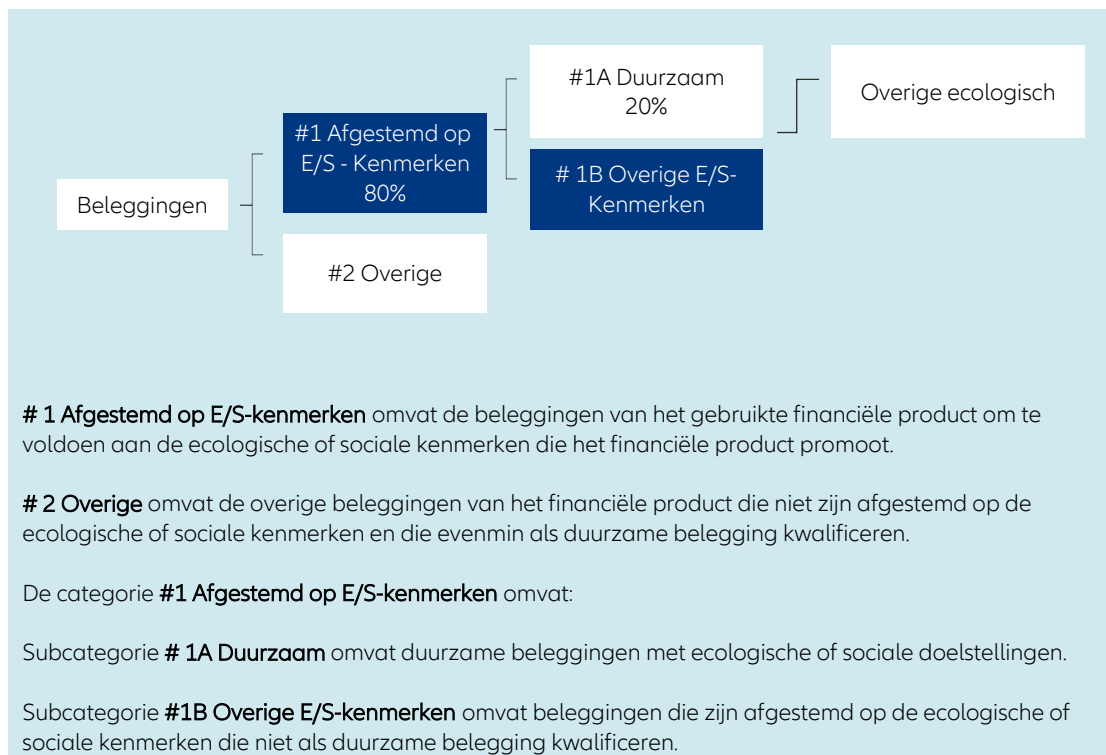 Beleggingen
#1 Afgestemd op
E/S - Kenmerken
80%
#2 Overige
#1A Duurzaam
20%
# 1B Overige E/S-
Kenmerken
Overige ecologisch
# 1 Afgestemd op E/S-kenmerken omvat de beleggingen van het gebruikte financiële product om te
voldoen aan de ecologische of sociale kenmerken die het financiële product promoot.
# 2 Overige omvat de overige beleggingen van het financiële product die niet zijn afgestemd op de
ecologische of sociale kenmerken en die evenmin als duurzame belegging kwalificeren.
De categorie #1 Afgestemd op E/S-kenmerken omvat:
Subcategorie # 1A Duurzaam omvat duurzame beleggingen met ecologische of sociale doelstellingen.
Subcategorie #1B Overige E/S-kenmerken omvat beleggingen die zijn afgestemd op de ecologische of
sociale kenmerken die niet als duurzame belegging kwalificeren.